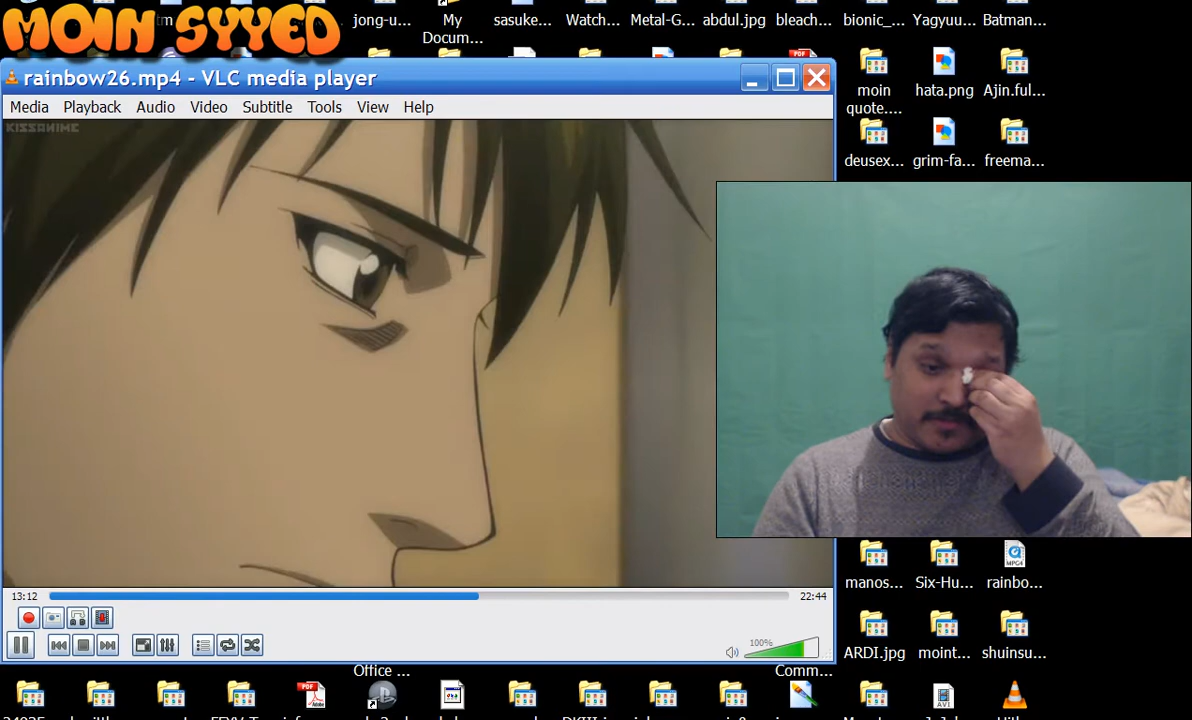 jong-u...
My Docum...
sasuke...
Watch...
Metal-G...
abdul.jpg
bleach...
bionic_...
Yagyuu...
Batman...
MOIN SYYED
rainbow26.mp4 - VLC media player
Media Playback Audio Video Subtitle Tools View Help
KISSANIME
moin
quote....
hata.png
Ajin.ful...
deusex...
grim-fa...
freema...
manos...
Six-Hu...
rainbo...
13:12
22:44
100%
ARDI.jpg
moint...
shuinsu...
Office ...
Comm...